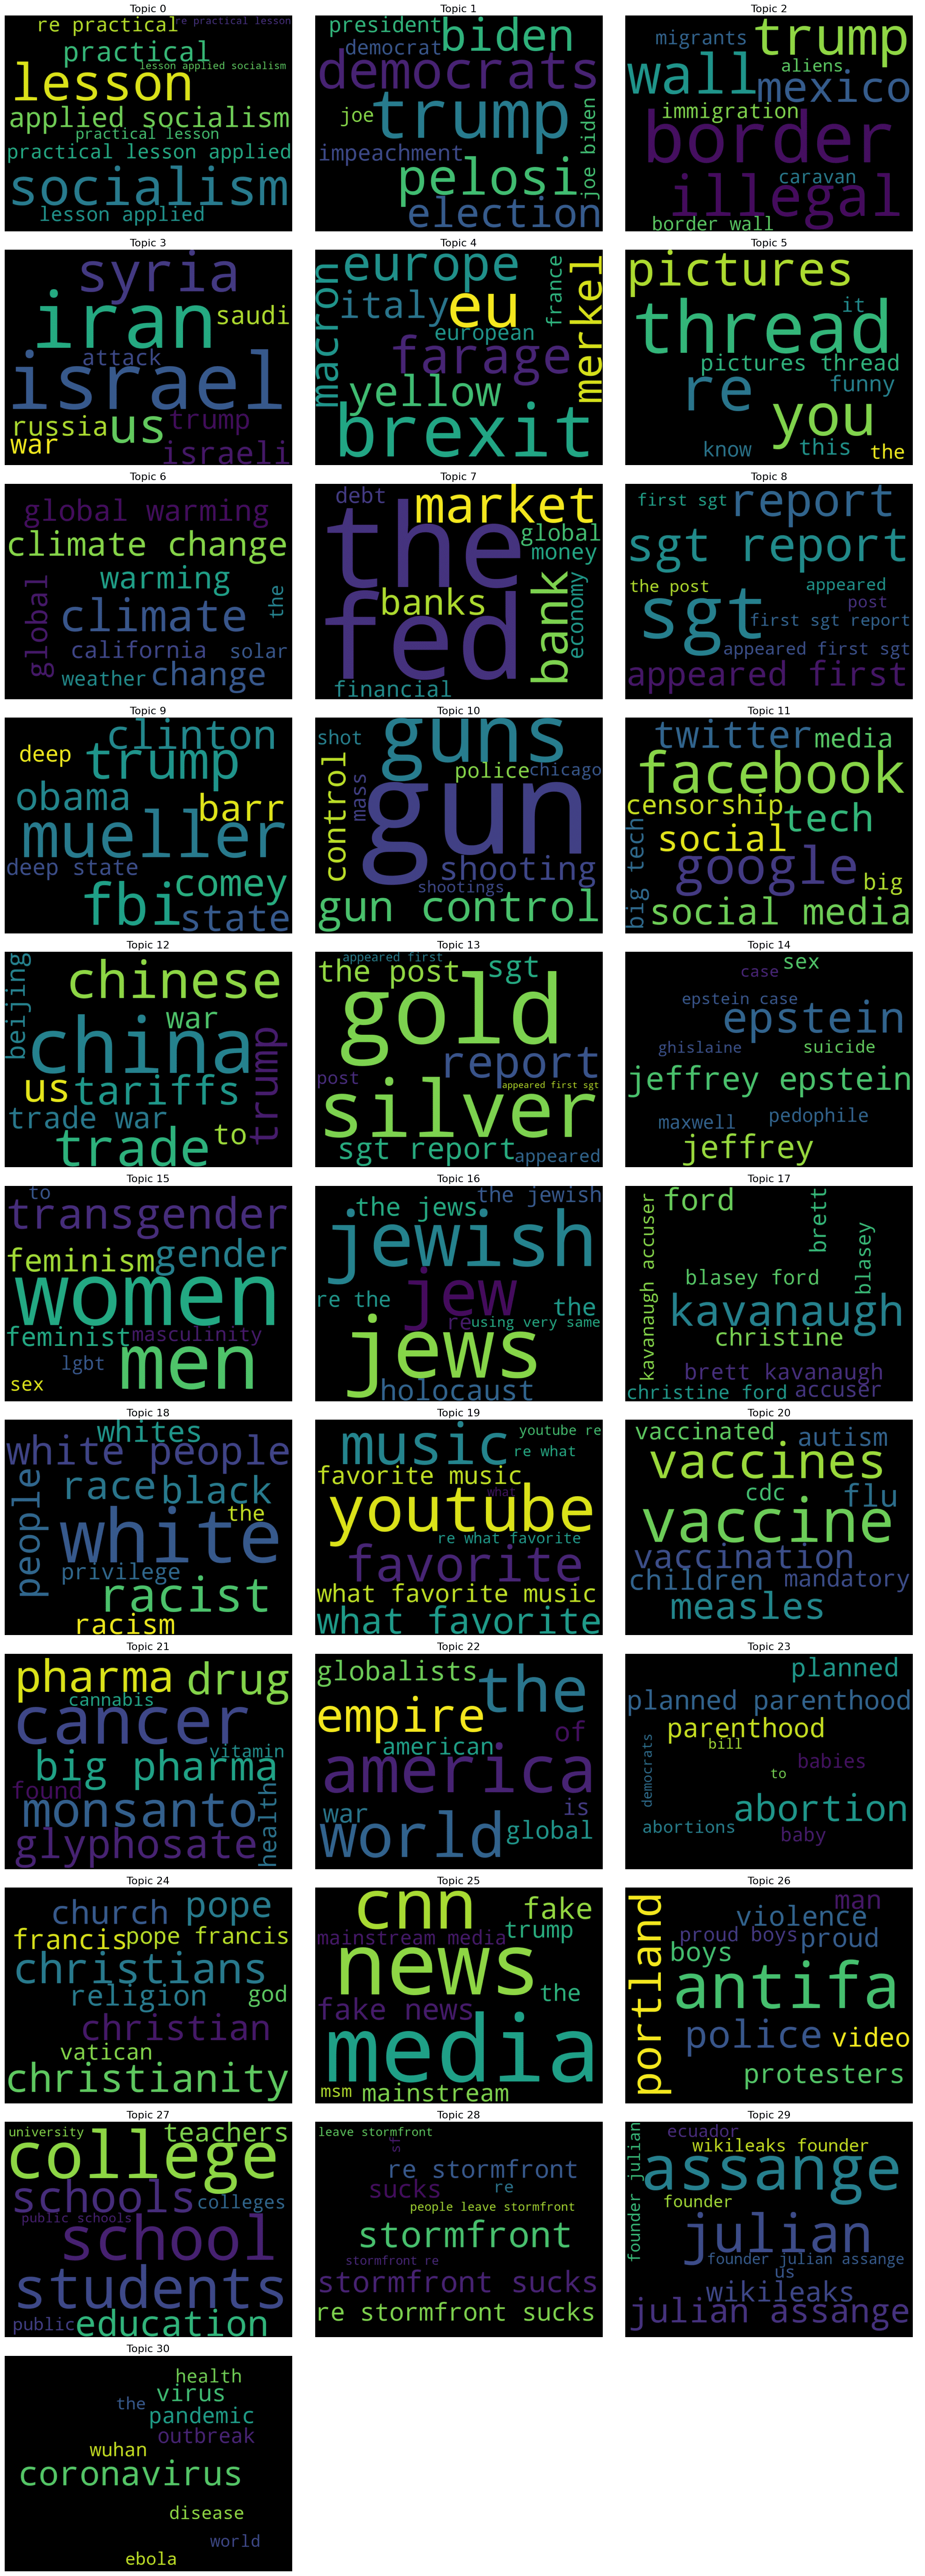 Topic 0
re practical
re practical lesson
practical
lesson applied socialism
lesson
applied socialism
practical lesson
practical lesson applied
socialism
lesson applied
Topic 1
president
biden
democrat
democrats
joe
trump
joe biden
impeachment
pelosi
election
Topic 2
migrants
trump
wall
aliens
mexico
immigration
border
caravan
illegal
border wall
Topic 3
syria
iran
saudi
attack
israel
russia
us
trump
war
israeli
Topic 4
europe
france
macron
italy
eu
merkel
european
farage
yellow
brexit
Topic 5
pictures
it
thread
pictures thread
re
you
funny
know
this
the
Topic 6
global warming
climate change
warming
global
the
climate
california
solar
weather
change
Topic 7
debt
market
the
global
money
banks
fed
bank
economy
financial
Topic 8
first sgt
report
sgt report
the post
appeared
sgt
post
first sgt report
appeared first sgt
appeared first
Topic 9
clinton
deep
trump
obama
barr
mueller
deep state
comey
fbi
state
Topic 10
guns
shot
police
chicago
control
mass
gun
shooting
shootings
gun control
Topic 11
twitter
media
facebook
censorship
tech
social
big tech
google
big
social media
Topic 12
beijing
chinese
war
china
trump
us
tariffs
trade war
to
trade
Topic 13
appeared first
the post
sgt
gold
report
post
appeared first sgt
silver
sgt report
appeared
Topic 14
sex
case
epstein case
epstein
ghislaine
suicide
jeffrey epstein
pedophile
maxwell
jeffrey
Topic 15
to
transgender
feminism
gender
women
feminist
masculinity
lgbt
men
sex
Topic 16
the jewish
the jews
jewish
jew
re the
the
re
using very same
jews
holocaust
Topic 17
ford
brett
kavanaugh accuser
blasey
blasey ford
kavanaugh
christine
brett kavanaugh
christine ford
accuser
Topic 18
whites
white people
race
black
people
the
white
privilege
racist
racism
Topic 19
youtube re
music
re what
favorite music
what
youtube
re what favorite
favorite
what favorite music
what favorite
Topic 20
vaccinated
autism
vaccines
cdc
flu
vaccine
vaccination
children
mandatory
measles
Topic 21
pharma
drug
cannabis
cancer
vitamin
big pharma
found
monsanto
health
glyphosate
Topic 22
globalists
the
empire
of
american
america
is
war
world
global
Topic 23
planned
planned parenthood
parenthood
bill
democrats
babies
to
abortion
abortions
baby
Topic 24
church
pope
francis
pope francis
christians
religion
god
christian
vatican
christianity
Topic 25
cnn
fake
mainstream media
trump
news
the
fake news
media
msm
mainstream
Topic 26
man
portland
violence
proud boys
proud
boys
antifa
police
video
protesters
Topic 27
university
teachers
college
schools
colleges
public schools
school
students
public
education
Topic 28
leave stormfront
sf
re stormfront
sucks
re
people leave stormfront
stormfront
stormfront re
stormfront sucks
re stormfront sucks
Topic 29
ecuador
wikileaks founder
founder julian
assange
founder
julian
founder julian assange
us
wikileaks
julian assange
Topic 30
health
virus
the
pandemic
outbreak
wuhan
coronavirus
disease
world
ebola